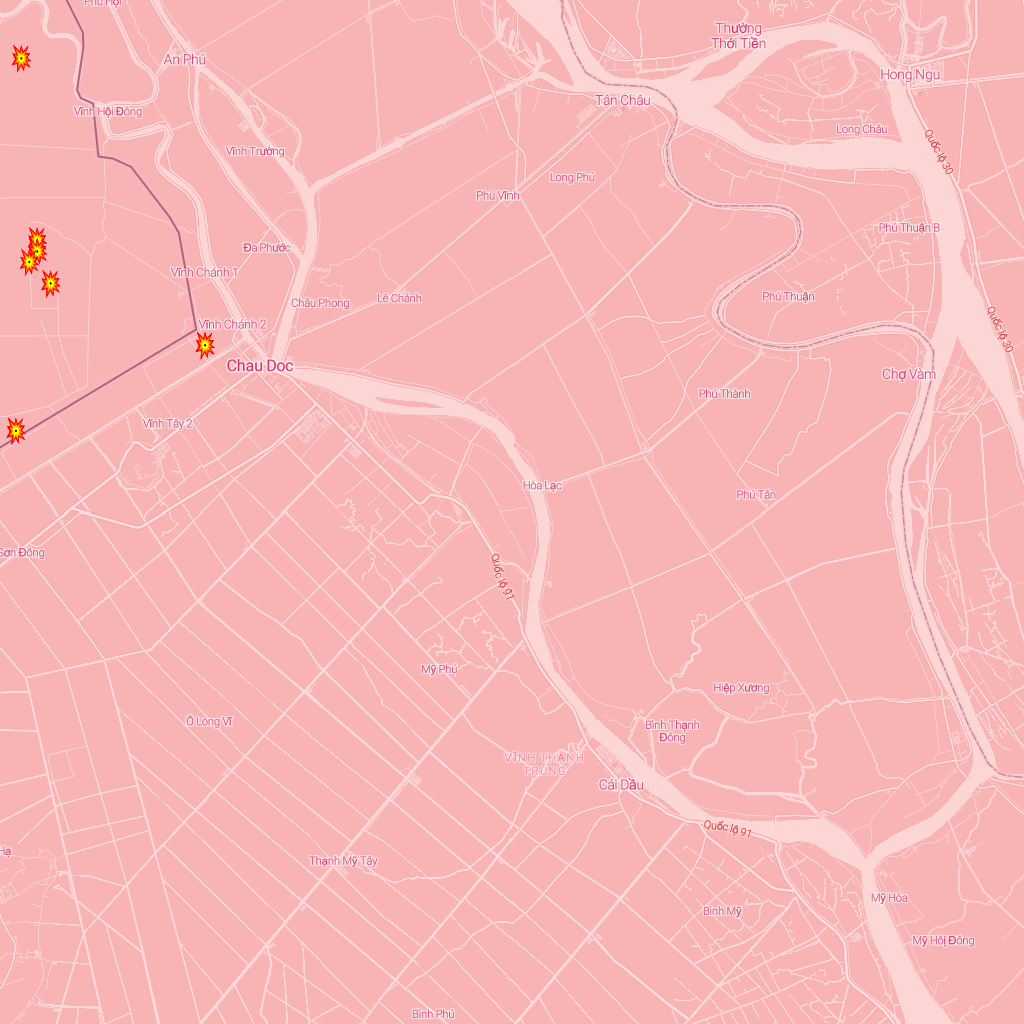 Phú Hội
Thường
Thới Tiền
An Phú
Hong Ngu
Tân Châu
Vĩnh Hội Đông
Long Châu
Quốc lộ 30
Vĩnh Trường
Long Phú
Phú Vĩnh
Phú Thuận B
Đa Phước
Vĩnh Chánh 1
Châu Phong
Lê Chánh
Phú Thuận
Quốc lộ 30
Vĩnh Chánh 2
Chau Doc
Chợ Vàm
Phú Thành
Vĩnh Tây 2
Hòa Lạc
Phú Tân
Sơn Đông
Quốc lộ 91
Mỹ Phú
Hiệp Xương
Ô Long Vĩ
Bình Thạnh
Đông
VĨNH THẠNH
TRUNG
Cái Dầu
Quốc lộ 91
Hạ
Thạnh Mỹ Tây
Mỹ Hòa
Bình Mỹ
Mỹ Hội Đông
Bình Phú